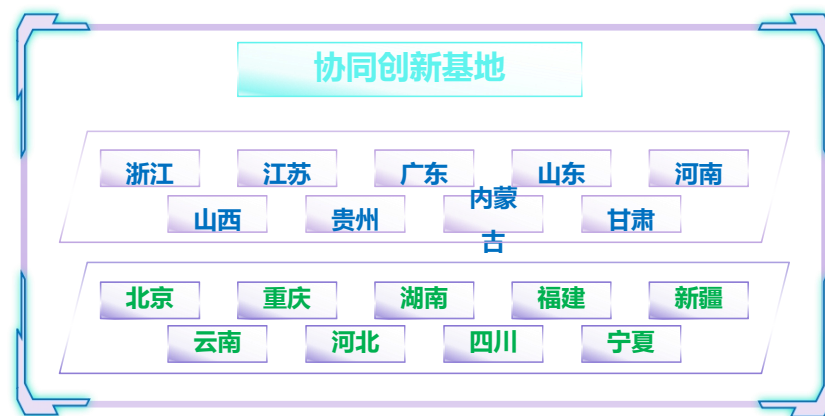 协同创新基地
浙江 江苏 广东 山东 河南
山西 贵州 内蒙古 甘肃
北京 重庆 湖南 福建 新疆
云南 河北 四川 宁夏